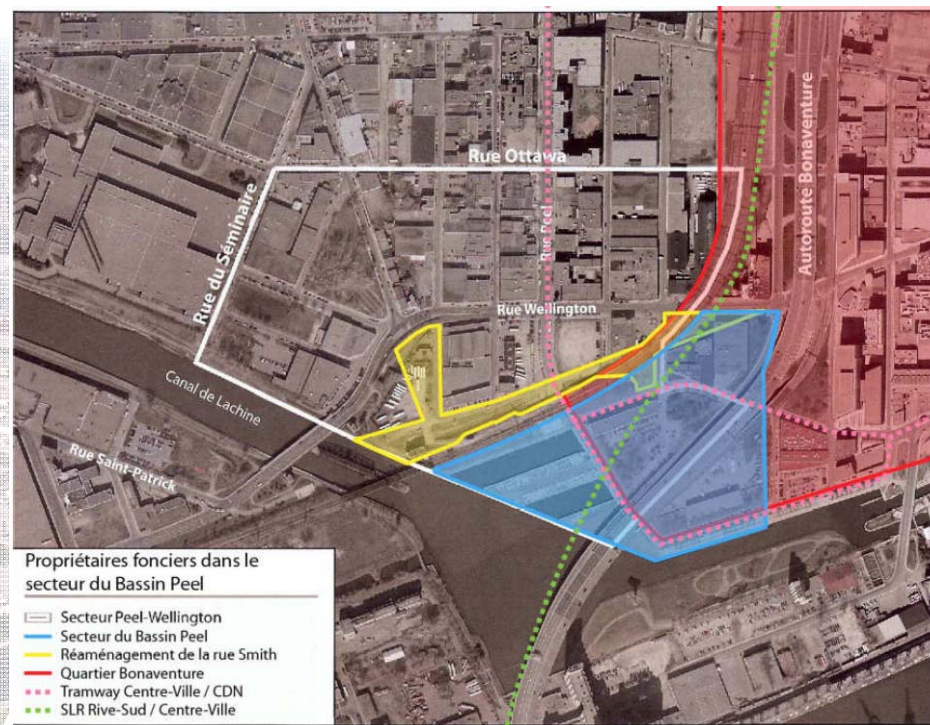 Rue Ottawa
Autoroute Bonaventure
Rue du Séminaire
Rue Peel
Rue Wellington
Canal de Lachine
Rue Saint-Patrick
Propriétaires fonciers dans le
secteur du Bassin Peel
Secteur Peel-Wellington
Secteur du Bassin Peel
Réaménagement de la rue Smith
Quartier Bonaventure
Tramway Centre-Ville / CDN
SLR Rive-Sud / Centre-Ville